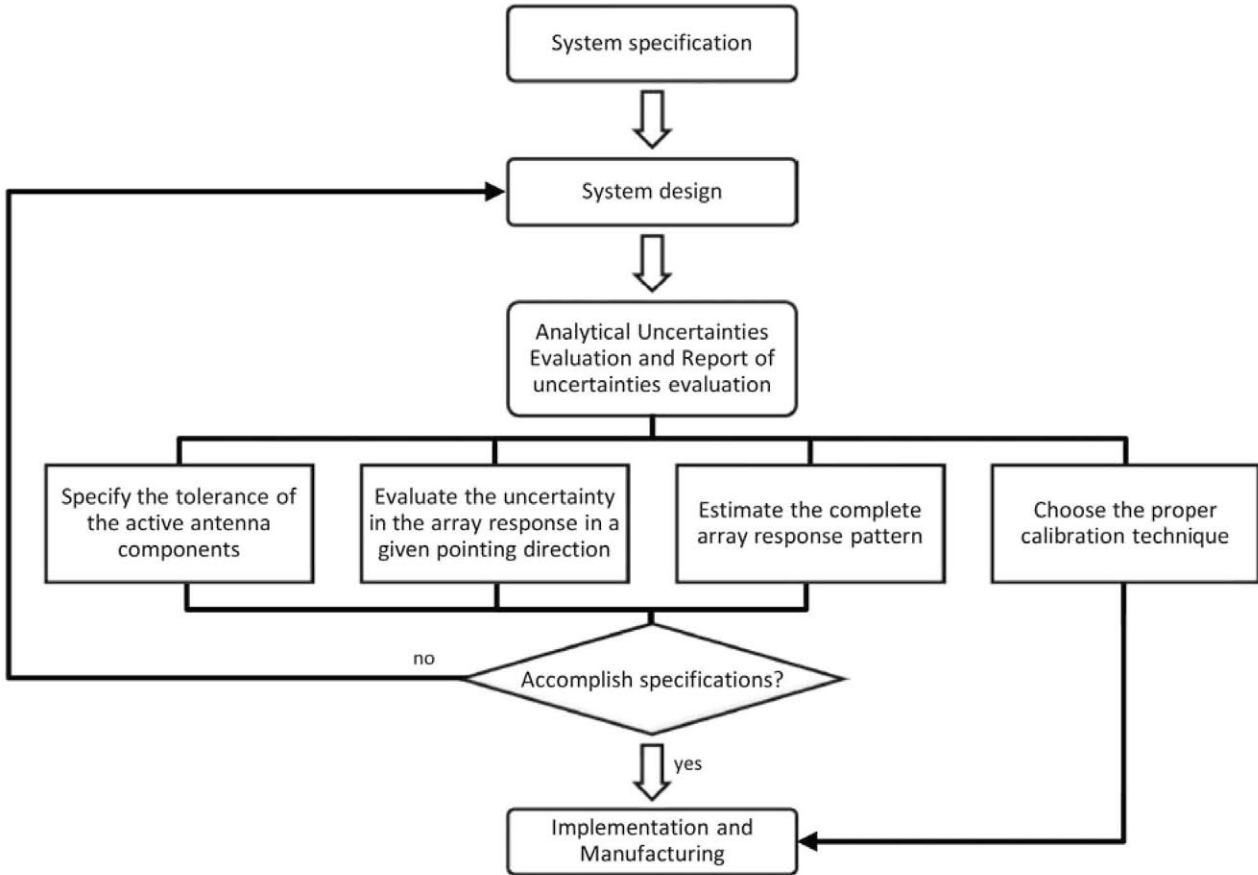 System specification
System design
Analytical Uncertainties
Evaluation and Report of
uncertainties evaluation
Specify the tolerance of
the active antenna
components
Evaluate the uncertainty
in the array response in a
given pointing direction
Estimate the complete
array response pattern
Choose the proper
calibration technique
no
Accomplish specifications?
yes
Implementation and
Manufacturing